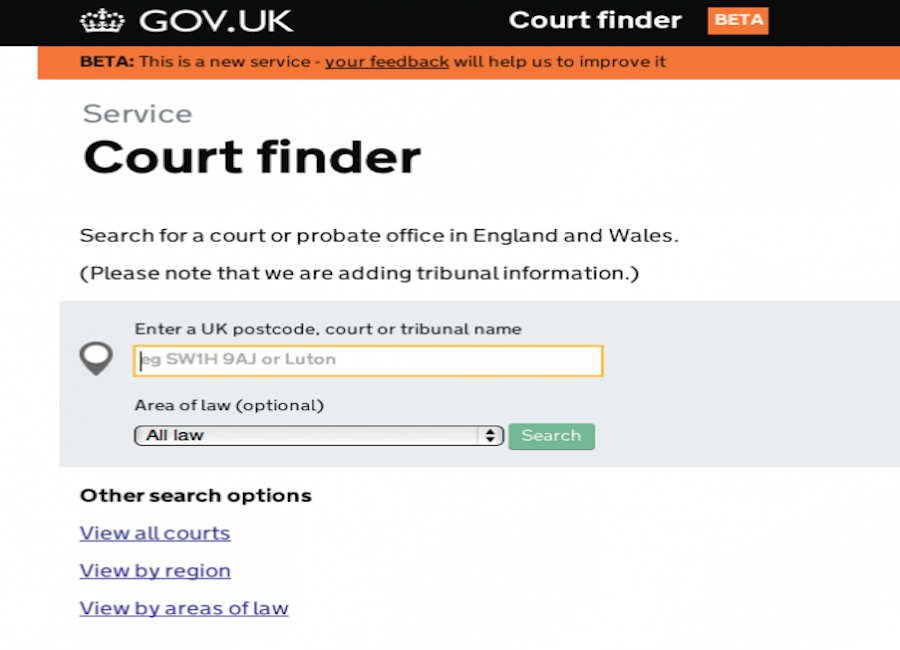 GOV.UK Court finder BETA
BETA: This is a new service - your feedback will help us to improve it
Service
Court finder
Search for a court or probate office in England and Wales.
(Please note that we are adding tribunal information.)
Enter a UK postcode, court or tribunal name
eg SW1H 9AJ or Luton
Area of law (optional)
All law Search
Other search options
View all courts
View by region
View by areas of law